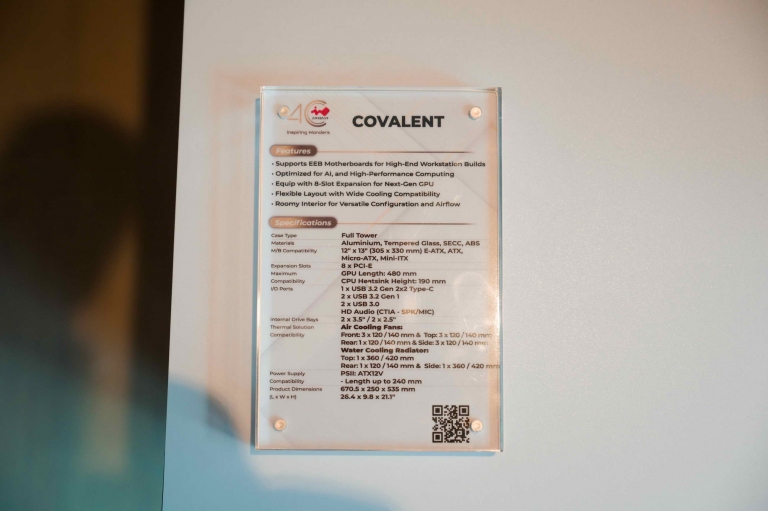 40
InWin
Inspiring Wonders
COVALENT
Features
• Supports EEB Motherboards for High-End Workstation Builds
• Optimized for AI, and High-Performance Computing
• Equip with 8-Slot Expansion for Next-Gen GPU
• Flexible Layout with Wide Cooling Compatibility
• Roomy Interior for Versatile Configuration and Airflow
Specifications
Case Type Full Tower
Materials Aluminium, Tempered Glass, SECC, ABS
M/B Compatibility 12" x 13" (305 x 330 mm) E-ATX, ATX,
Micro-ATX, Mini-ITX
Expansion Slots 8 x PCI-E
Maximum GPU Length: 480 mm
Compatibility CPU Heatsink Height: 190 mm
I/O Ports 1 x USB 3.2 Gen 2x2 Type-C
2 x USB 3.2 Gen 1
2 x USB 3.0
HD Audio (CTIA - SPK/MIC)
Internal Drive Bays 2 x 3.5" / 2 x 2.5"
Thermal Solution Air Cooling Fans:
Compatibility Front: 3 x 120 / 140 mm & Top: 3 x 120 / 140 mm
Rear: 1 x 120 / 140 mm & Side: 3 x 120 / 140 mm
Water Cooling Radiator:
Top: 1 x 360 / 420 mm
Rear: 1 x 120 / 140 mm & Side: 1 x 360 / 420 mm
Power Supply PSII: ATX12V
Compatibility - Length up to 240 mm
Product Dimensions 670.5 x 250 x 535 mm
(L x W x H) 26.4 x 9.8 x 21.1"